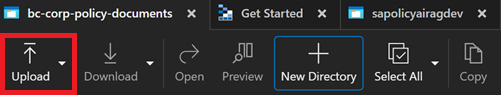 bc-corp-policy-documents Get Started sapolicyairagdev
Upload Download Open Preview New Directory Select All Copy